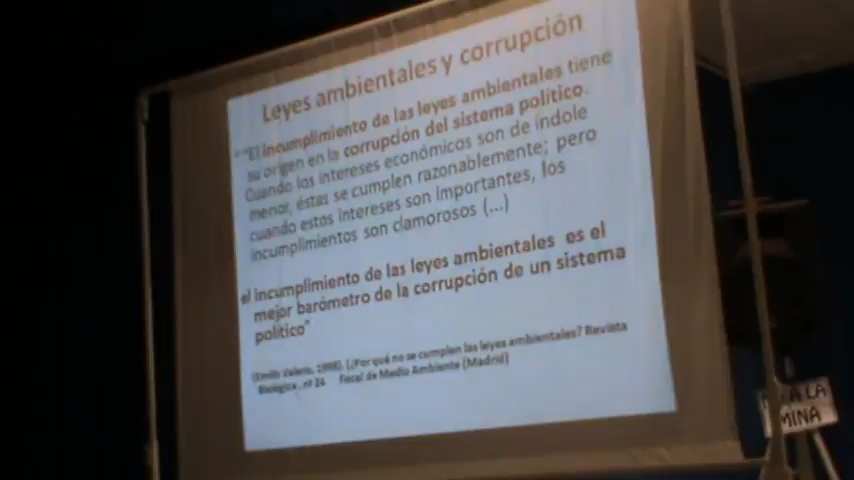 Leyes ambientales y corrupción
"El incumplimiento de las leyes ambientales tiene
su origen en la corrupción del sistema político.
Cuando los intereses económicos son de índole
menor, éstas se cumplen razonablemente; pero
cuando estos intereses son importantes, los
incumplimientos son clamorosos (...)
el incumplimiento de las leyes ambientales es el
mejor barómetro de la corrupción de un sistema
político"
(Emilio Valerio, 1998). (¿Por qué no se cumplen las leyes ambientales? Revista
nº 24 Fiscal de Medio Ambiente (Madrid)
A LA
MINA